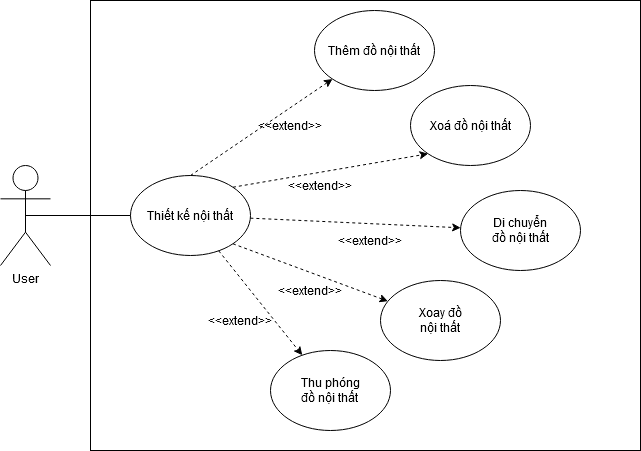 Thêm đồ nội thất
<<extend>>
Xoá đồ nội thất
<<extend>>
Thiết kế nội thất
Di chuyển
đồ nội thất
<<extend>>
User
<<extend>>
Xoay đồ
nội thất
<<extend>>
Thu phóng
đồ nội thất